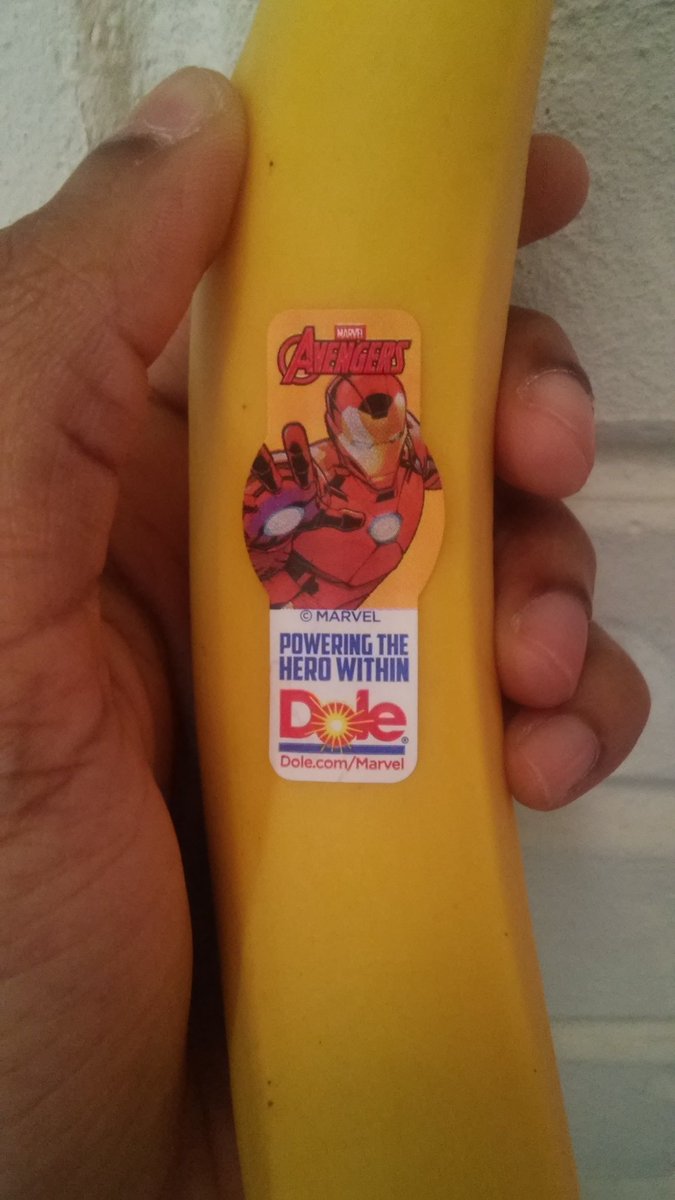 MARVEL
AVENGERS
© MARVEL
POWERING THE
HERO WITHIN
Dole®
Dole.com/Marvel